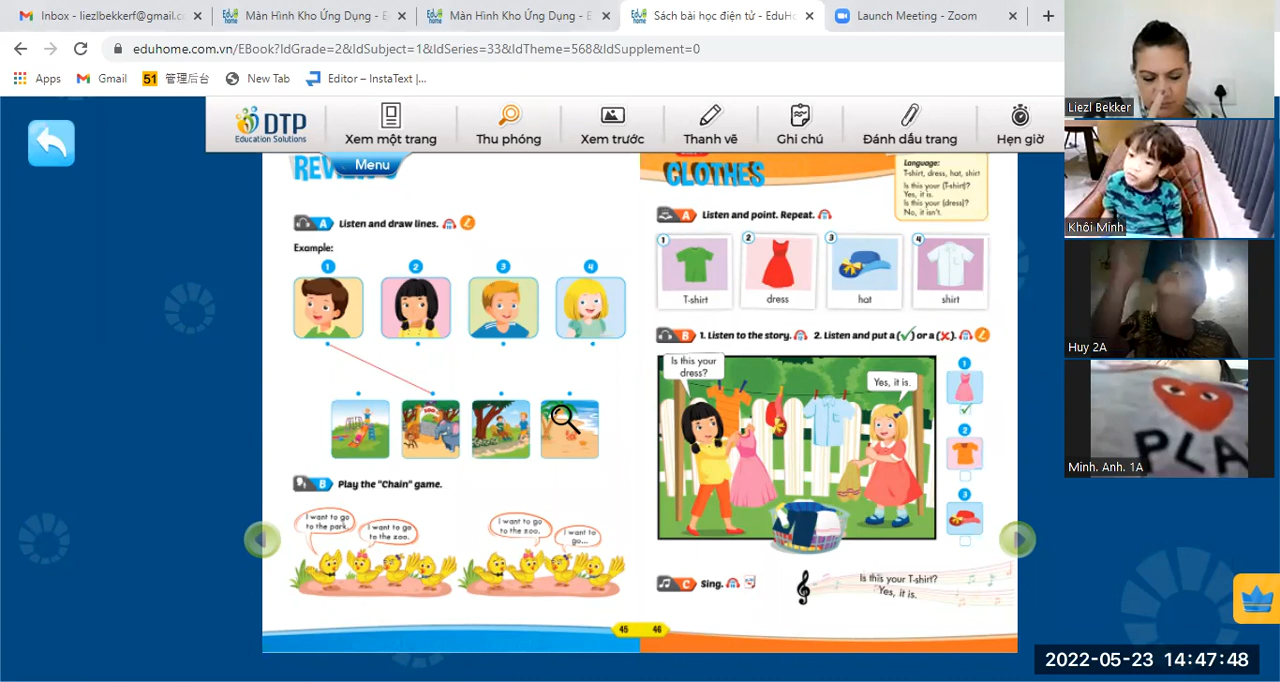 Inbox - liezlbekkerf@gmail.c
Màn Hình Kho Ứng Dụng - E
Màn Hình Kho Ứng Dụng - E
Sách bài học điện tử - EduHo
Launch Meeting - Zoom
eduhome.com.vn/EBook?IdGrade=2&IdSubject=1&IdSeries=33&IdTheme=568&IdSupplement=0
Apps
Gmail
51 管理后台
New Tab
Editor – InstaText |...
DTP
Education Solutions
Xem một trang
Thu phóng
Xem trước
Thanh vẽ
Ghi chú
Đánh dấu trang
Hẹn giờ
Menu
A Listen and draw lines.
Example:
1
2
3
4
ZOO
B Play the "Chain" game.
I want to go
to the park.
I want to go
to the zoo.
I want to go
to the zoo.
I want to
go...
45
CLOTHES
Language:
T-shirt, dress, hat, shirt
Is this your (T-shirt)?
Yes, it is.
Is this your (dress)?
No, it isn't.
A Listen and point. Repeat.
1
2
3
4
T-shirt
dress
hat
shirt
B 1. Listen to the story. 2. Listen and put a (✓) or a (✗).
Is this your
dress?
Yes, it is.
1
2
3
C Sing.
Is this your T-shirt?
Yes, it is.
46
Liezl Bekker
Khôi Minh
Huy 2A
PLA
Minh. Anh. 1A
2022-05-23 14:47:48